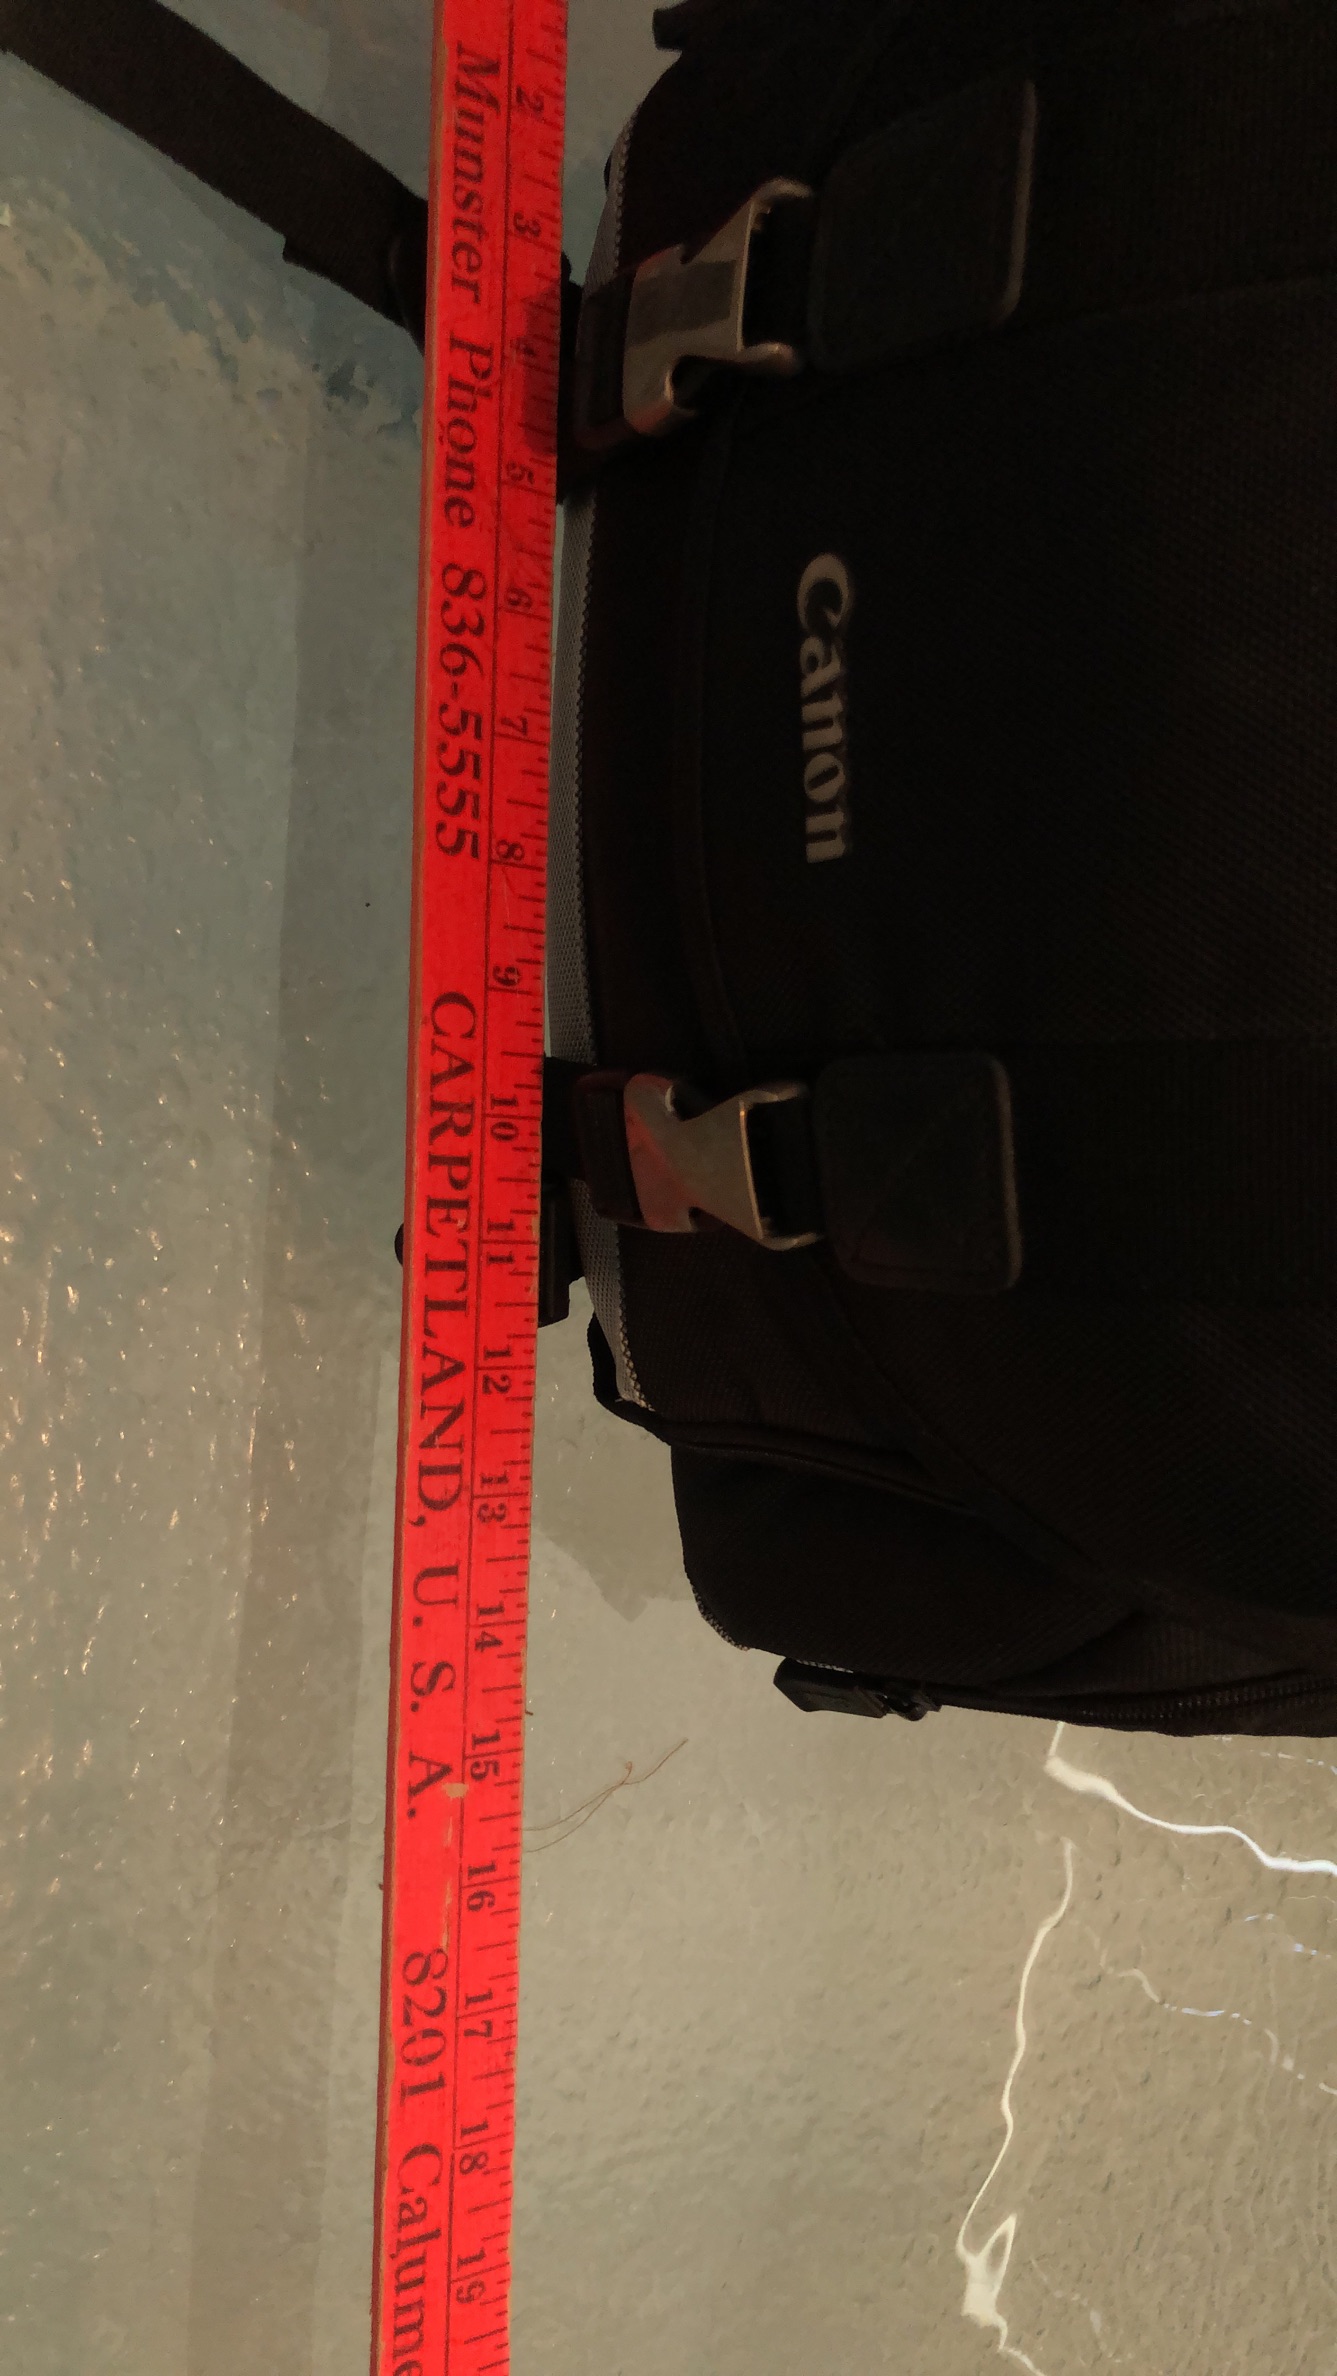 Munster Phone 836-5555 CARPETLAND, U. S. A. 8201 Calume
2 3 4 5 6 7 8 9 10 11 12 13 14 15 16 17 18 19
Canon